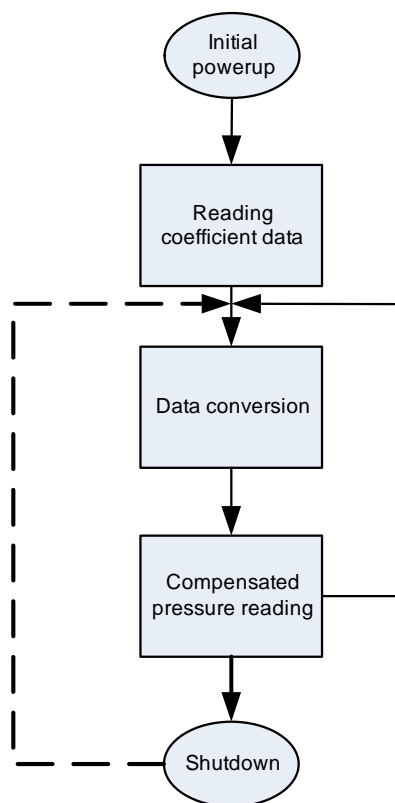 Initial
powerup
Reading
coefficient data
Data conversion
Compensated
pressure reading
Shutdown